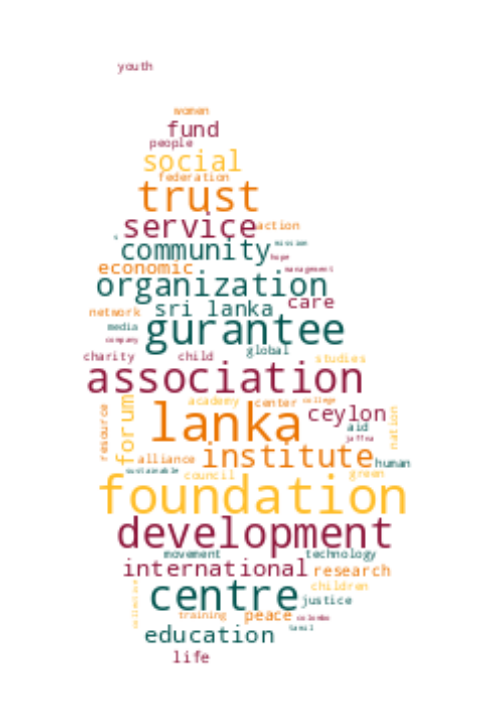 youth
women
fund
people
social
federation
trust
service action
community mission
hope
economic management
organization
care
sri lanka
network
gurantee
media
company
global
charity child studies
association
academy center college
ceylon
lanka
forum
resource
nation
aid
jaffna
institute
alliance human
sustainable
council green
foundation
development
movement technology
international research
children
centre
collective
justice
training peace colombo
tamil
education
life